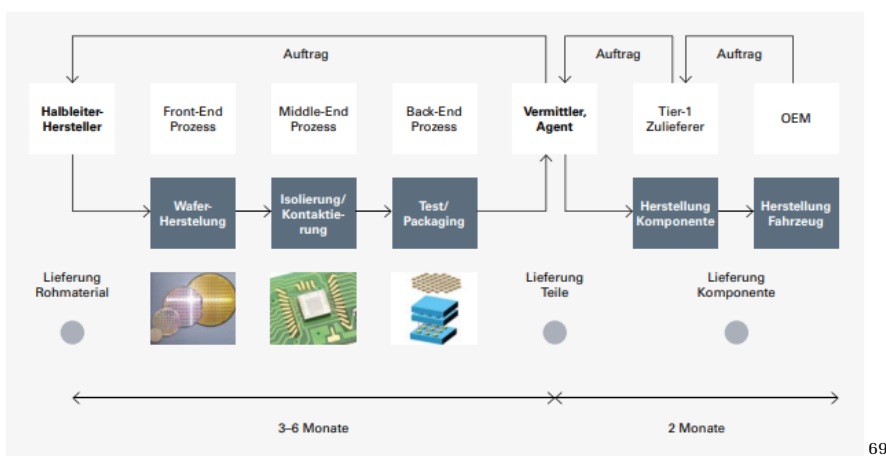 Auftrag
Auftrag
Auftrag
Halbleiter-
Hersteller
Front-End
Prozess
Middle-End
Prozess
Back-End
Prozess
Vermittler,
Agent
Tier-1
Zulieferer
OEM
Wafer-
Herstelung
Isolierung/
Kontaktie-
rung
Test/
Packaging
Herstellung
Komponente
Herstellung
Fahrzeug
Lieferung
Rohmaterial
Lieferung
Teile
Lieferung
Komponente
3–6 Monate
2 Monate
69